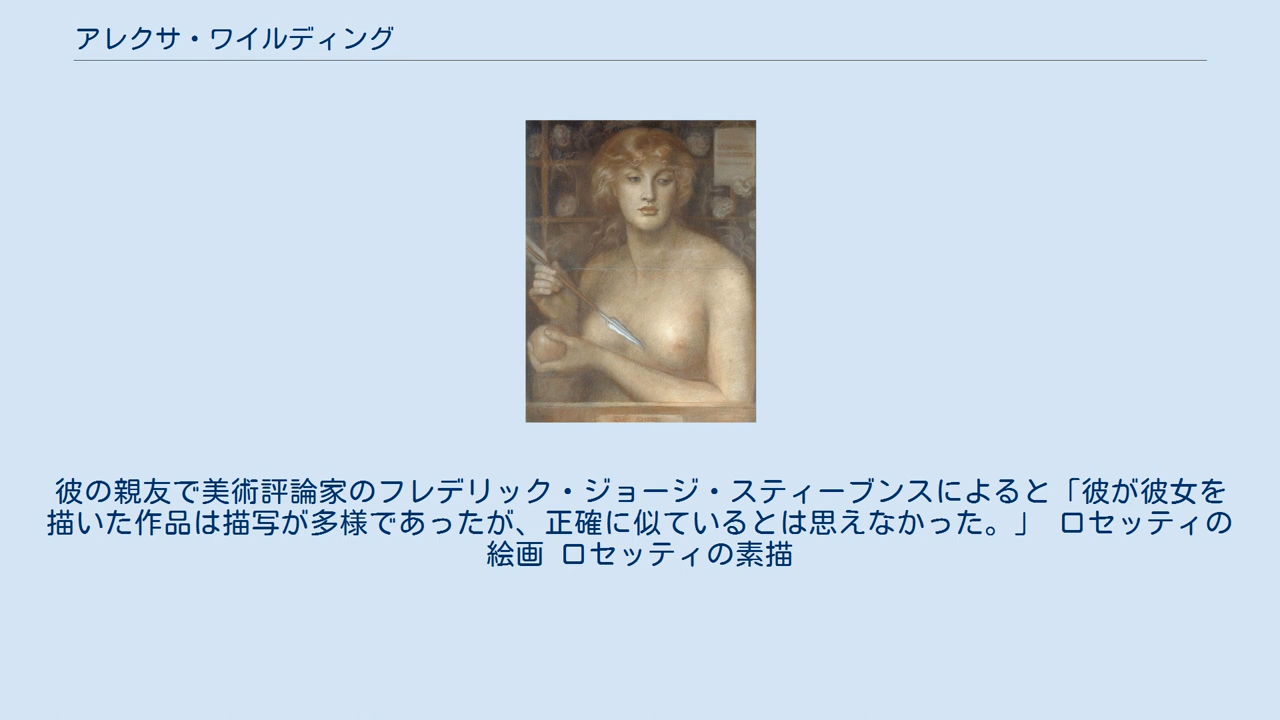 アレクサ・ワイルディング
彼の親友で美術評論家のフレデリック・ジョージ・スティーブンスによると「彼が彼女を
描いた作品は描写が多様であったが、正確に似ているとは思えなかった。」 ロセッティの
絵画 ロセッティの素描